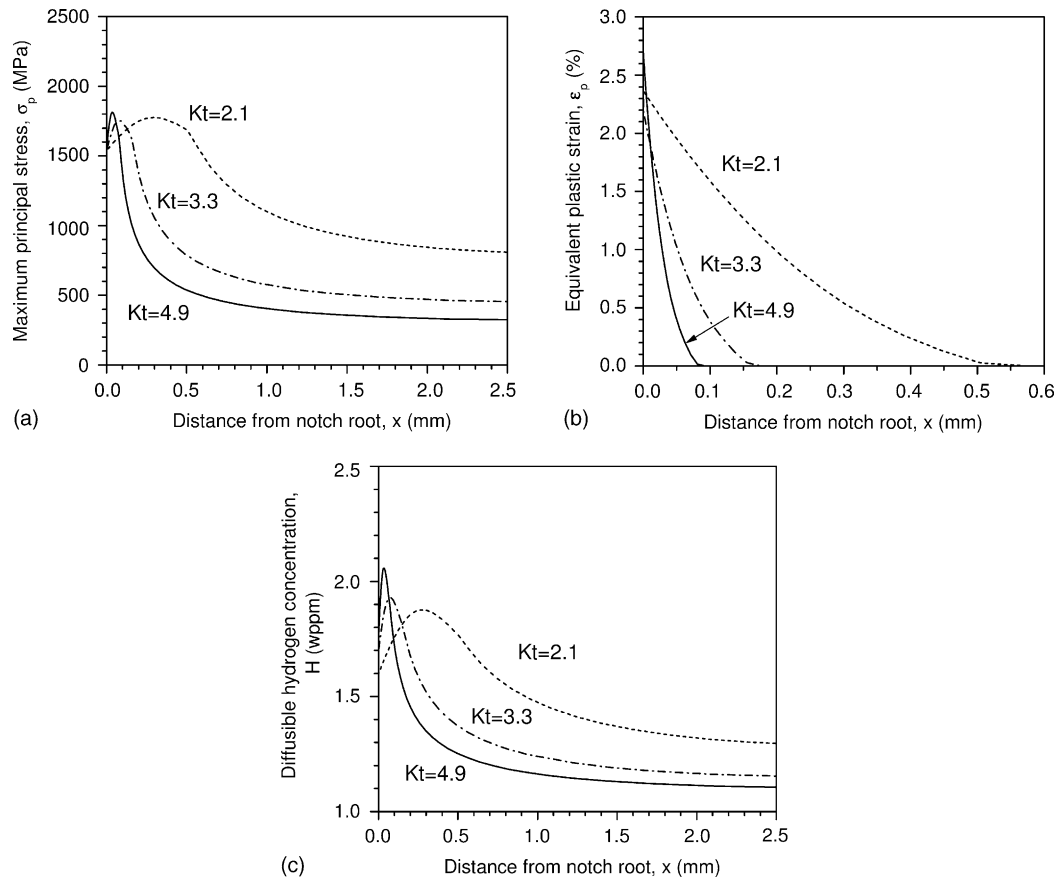 2500
2000
1500
1000
500
0
Maximum principal stress, σp (MPa)
Kt=2.1
Kt=3.3
Kt=4.9
0.0 0.5 1.0 1.5 2.0 2.5
Distance from notch root, x (mm)
(a)
3.0
2.5
2.0
1.5
1.0
0.5
0.0
Equivalent plastic strain, εp (%)
Kt=2.1
Kt=3.3
Kt=4.9
0.0 0.1 0.2 0.3 0.4 0.5 0.6
Distance from notch root, x (mm)
(b)
2.5
2.0
1.5
1.0
Diffusible hydrogen concentration,
H (wppm)
Kt=2.1
Kt=3.3
Kt=4.9
0.0 0.5 1.0 1.5 2.0 2.5
Distance from notch root, x (mm)
(c)